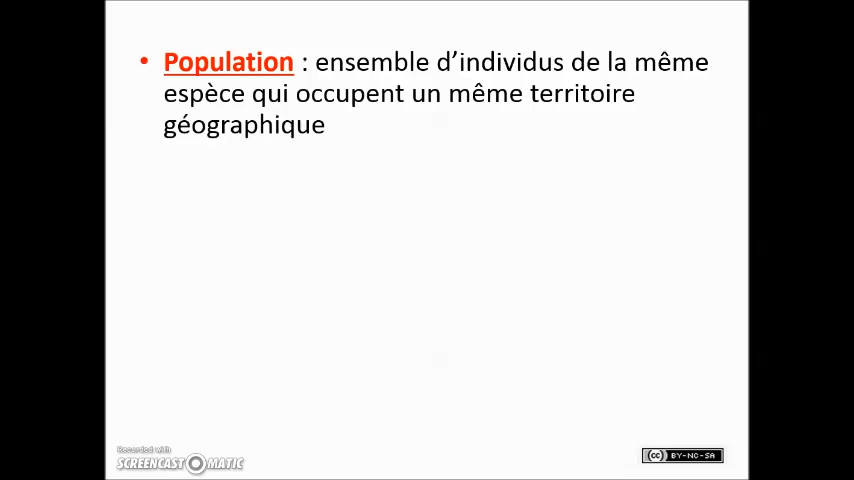 • Population : ensemble d’individus de la même
espèce qui occupent un même territoire
géographique
Recorded with
SCREENCAST-O-MATIC
cc BY-NC-SA